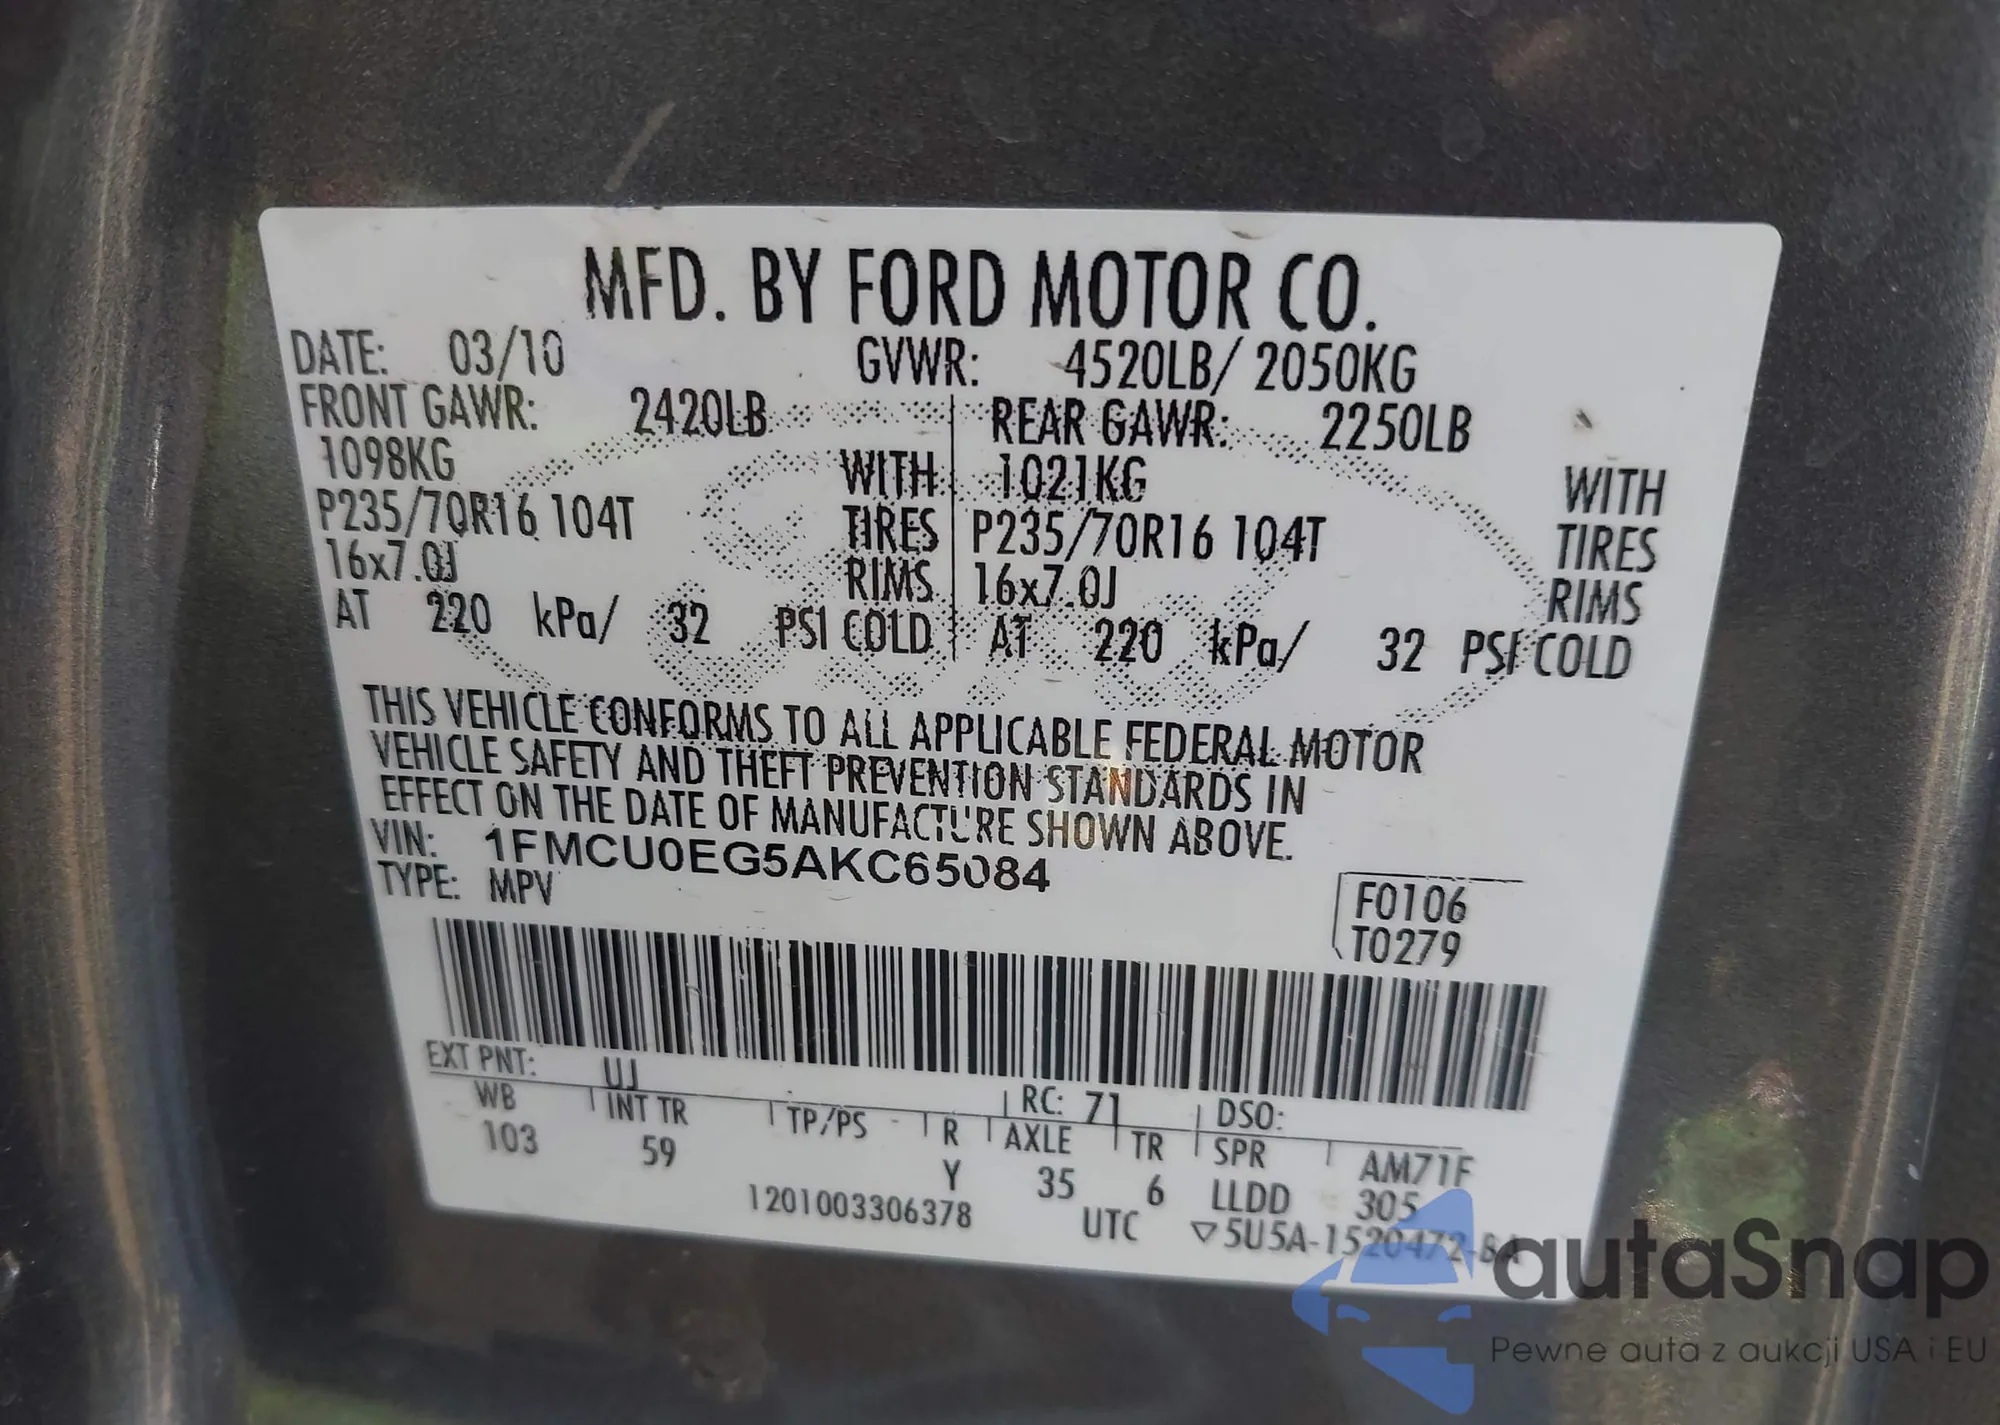 MFD. BY FORD MOTOR CO.
DATE: 03/10 GVWR: 4520LB/ 2050KG
FRONT GAWR: 2420LB REAR GAWR: 2250LB
1098KG WITH 1021KG WITH
P235/70R16 104T TIRES P235/70R16 104T TIRES
16x7.0J RIMS 16x7.0J RIMS
AT 220 kPa/ 32 PSI COLD AT 220 kPa/ 32 PSI COLD
THIS VEHICLE CONFORMS TO ALL APPLICABLE FEDERAL MOTOR
VEHICLE SAFETY AND THEFT PREVENTION STANDARDS IN
EFFECT ON THE DATE OF MANUFACTURE SHOWN ABOVE.
VIN: 1FMCU0EG5AKC65084
TYPE: MPV
F0106
T0279
EXT PNT: UJ RC: 71 DSO:
WB INT TR TP/PS R AXLE TR SPR AM71F
103 59 Y 35 6 LLDD 305
1201003306378 UTC ▽5U5A-1520472-BA
autaSnap
Pewne auta z aukcji USA i EU